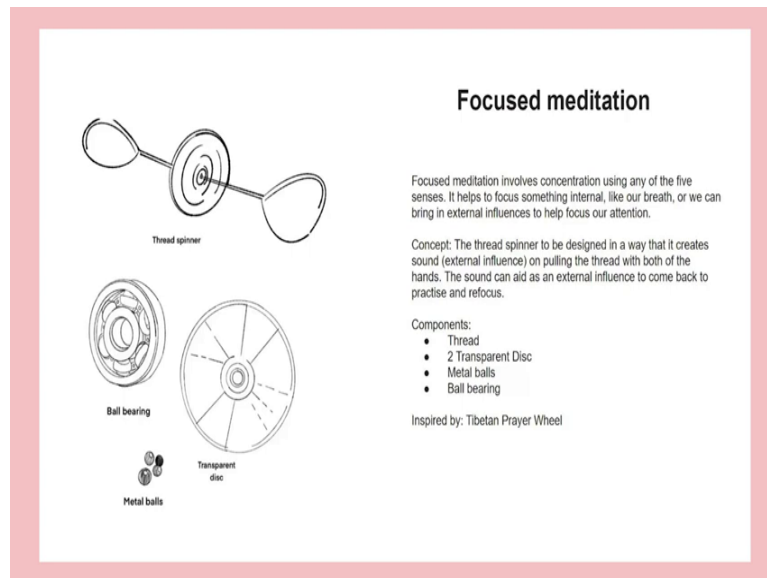 Focused meditation
Focused meditation involves concentration using any of the five
senses. It helps to focus something internal, like our breath, or we can
bring in external influences to help focus our attention.
Concept: The thread spinner to be designed in a way that it creates
sound (external influence) on pulling the thread with both of the
hands. The sound can aid as an external influence to come back to
practise and refocus.
Components:
● Thread
● 2 Transparent Disc
● Metal balls
● Ball bearing
Inspired by: Tibetan Prayer Wheel
Thread spinner
Ball bearing
Transparent
disc
Metal balls